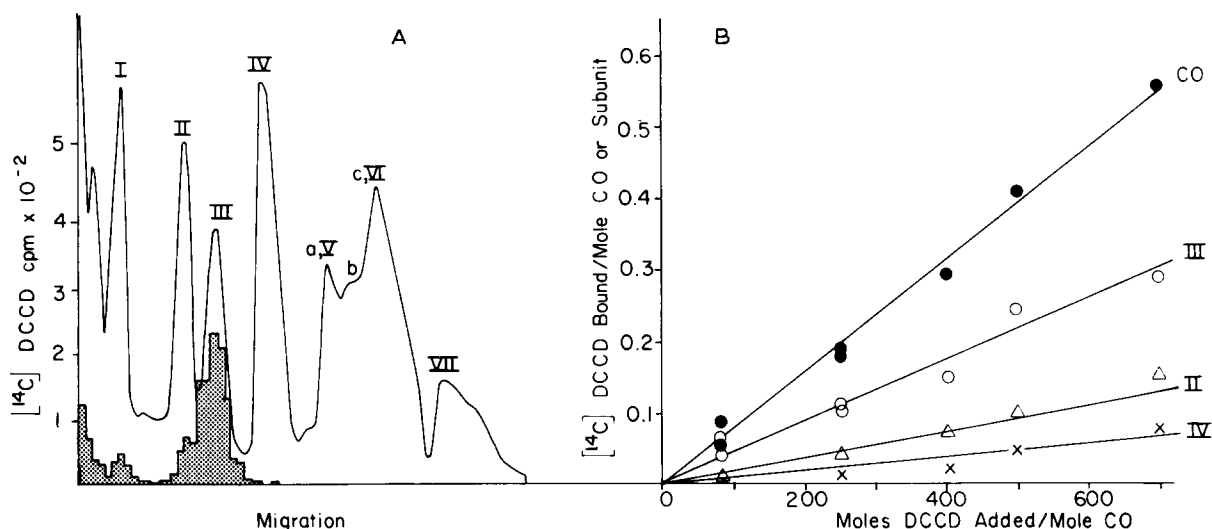 A
I
II
III
IV
a,V
b
c,VI
VII
5
4
3
2
1
[14C] DCCD cpm x 10-2
Migration
B
0.6
0.5
0.3
0.2
0.1
0
200
400
600
[14C] DCCD Bound/Mole CO or Subunit
CO
III
II
IV
Moles DCCD Added/Mole CO